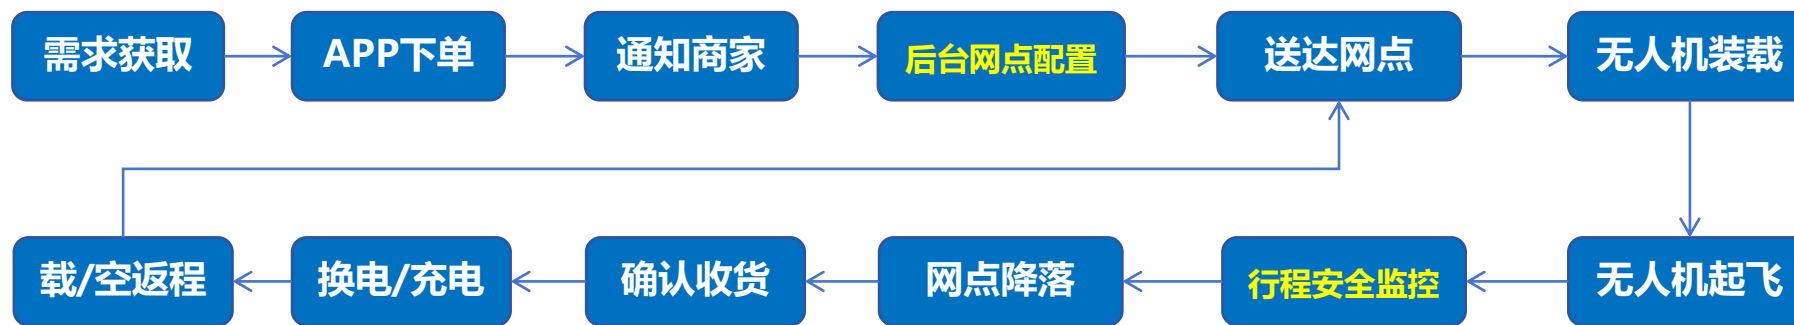 需求获取
APP下单
通知商家
后台网点配置
送达网点
无人机装载
载/空返程
换电/充电
确认收货
网点降落
行程安全监控
无人机起飞